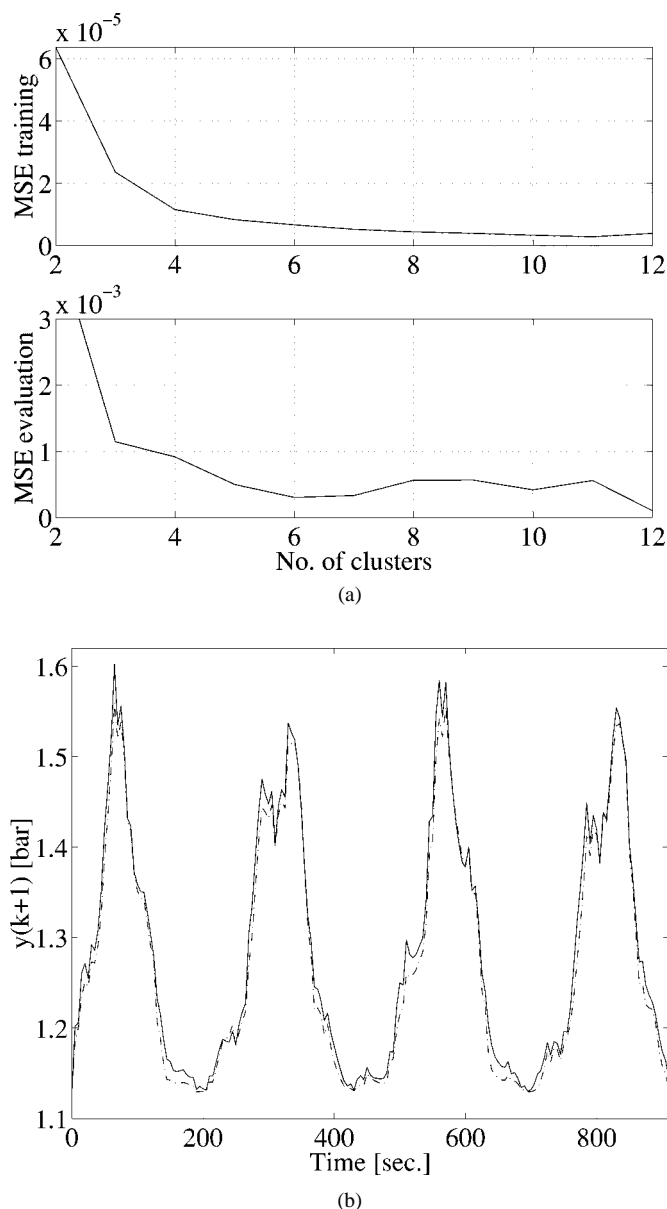 x 10⁻⁵
6
4
2
0
MSE training
2 4 6 8 10 12
x 10⁻³
3
2
1
0
MSE evaluation
2 4 6 8 10 12
No. of clusters
(a)
1.6
1.5
1.4
1.3
1.2
1.1
y(k+1) [bar]
0 200 400 600 800
Time [sec.]
(b)